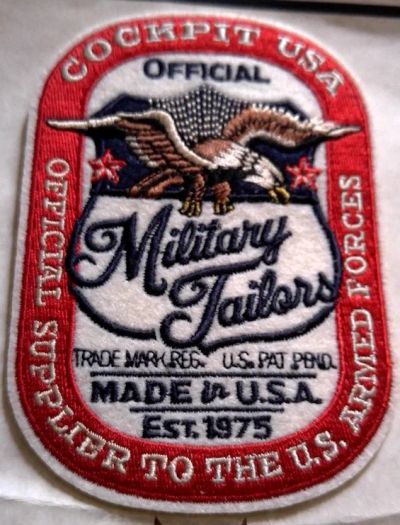 COCKPIT USA
OFFICIAL
Military
Tailors
TRADE MARK REG. U.S. PAT. PEND.
MADE in U.S.A.
EST. 1975
OFFICIAL SUPPLIER TO THE U.S. ARMED FORCES